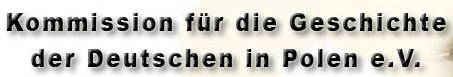 Kommission für die Geschichte
der Deutschen in Polen e.V.